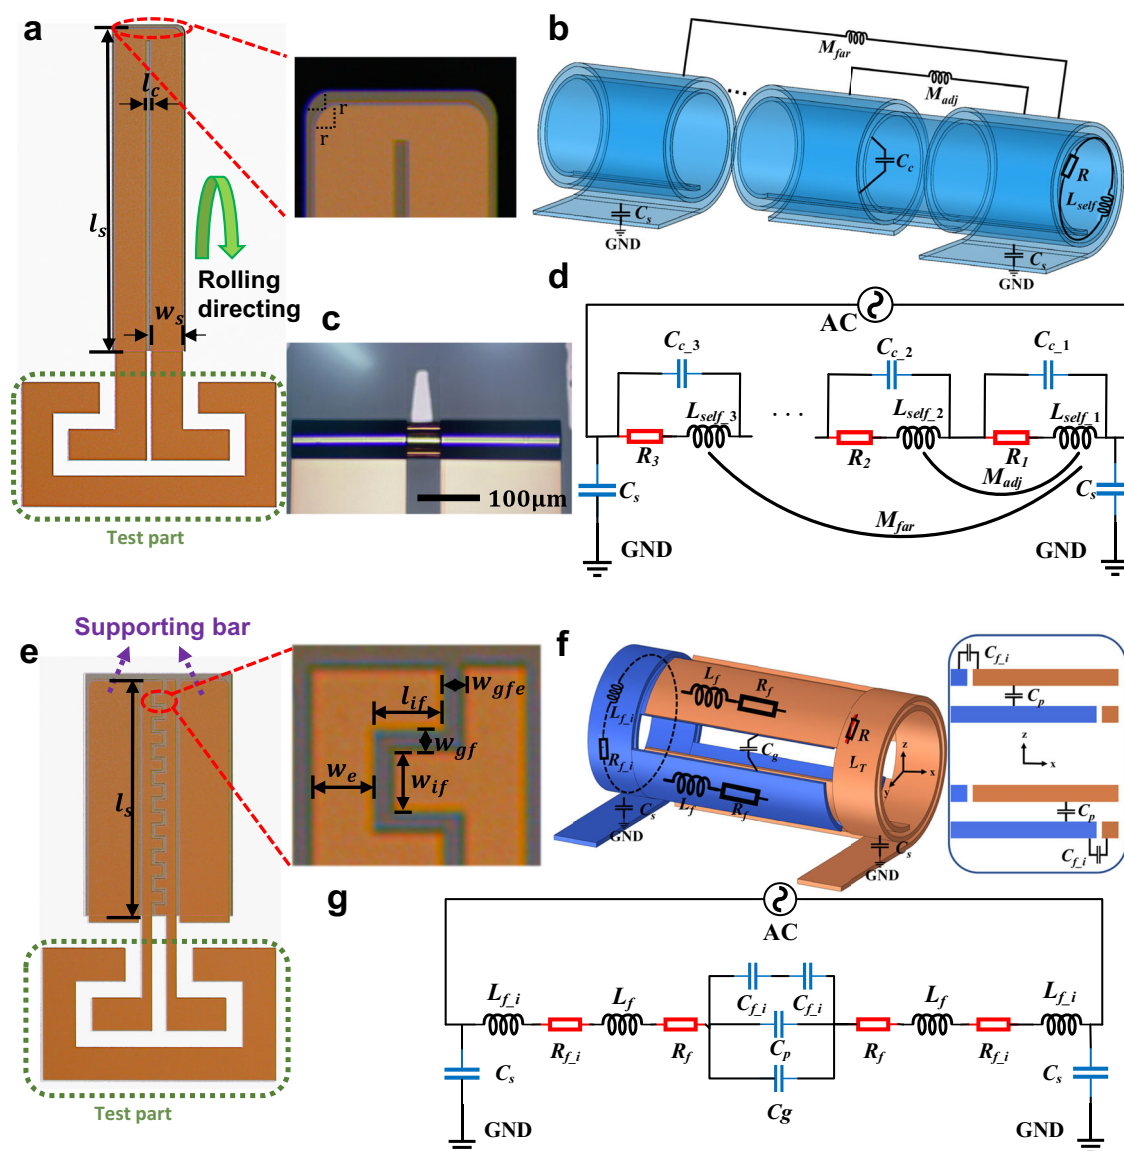 a
l_c
l_s
w_s
Rolling
directing
Test part
r
r
b
M_far
M_adj
...
C_c
R
L_self
C_s
GND
C_s
GND
c
100μm
d
AC
C_c_3
C_c_2
C_c_1
L_self_3
...
L_self_2
L_self_1
R_3
R_2
R_1
M_adj
M_far
C_s
C_s
GND
GND
e
Supporting bar
l_s
Test part
l_if
w_gfe
w_gf
w_e
w_if
f
L_f
R_f
L_f_i
R_f_i
C_g
R
L_T
L_f
R_f
z
x
y
C_s
GND
C_s
GND
C_f_i
C_p
z
x
C_p
C_f_i
g
AC
L_f_i
L_f
C_f_i
C_f_i
L_f
L_f_i
R_f_i
R_f
C_p
R_f
R_f_i
C_s
Cg
C_s
GND
GND